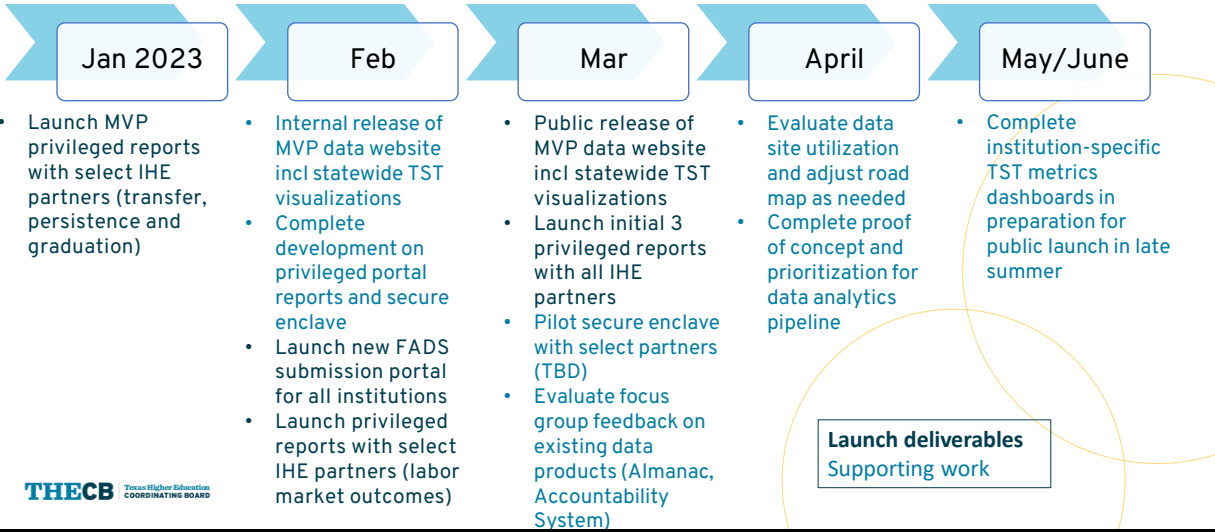 Jan 2023
• Launch MVP
privileged reports
with select IHE
partners (transfer,
persistence and
graduation)
Feb
• Internal release of
MVP data website
incl statewide TST
visualizations
• Complete
development on
privileged portal
reports and secure
enclave
• Launch new FADS
submission portal
for all institutions
• Launch privileged
reports with select
IHE partners (labor
market outcomes)
Mar
• Public release of
MVP data website
incl statewide TST
visualizations
• Launch initial 3
privileged reports
with all IHE
partners
• Pilot secure enclave
with select partners
(TBD)
• Evaluate focus
group feedback on
existing data
products (Almanac,
Accountability
System)
April
• Evaluate data
site utilization
and adjust road
map as needed
• Complete proof
of concept and
prioritization for
data analytics
pipeline
May/June
• Complete
institution-specific
TST metrics
dashboards in
preparation for
public launch in late
summer
Launch deliverables
Supporting work
THECB
Texas Higher Education
COORDINATING BOARD